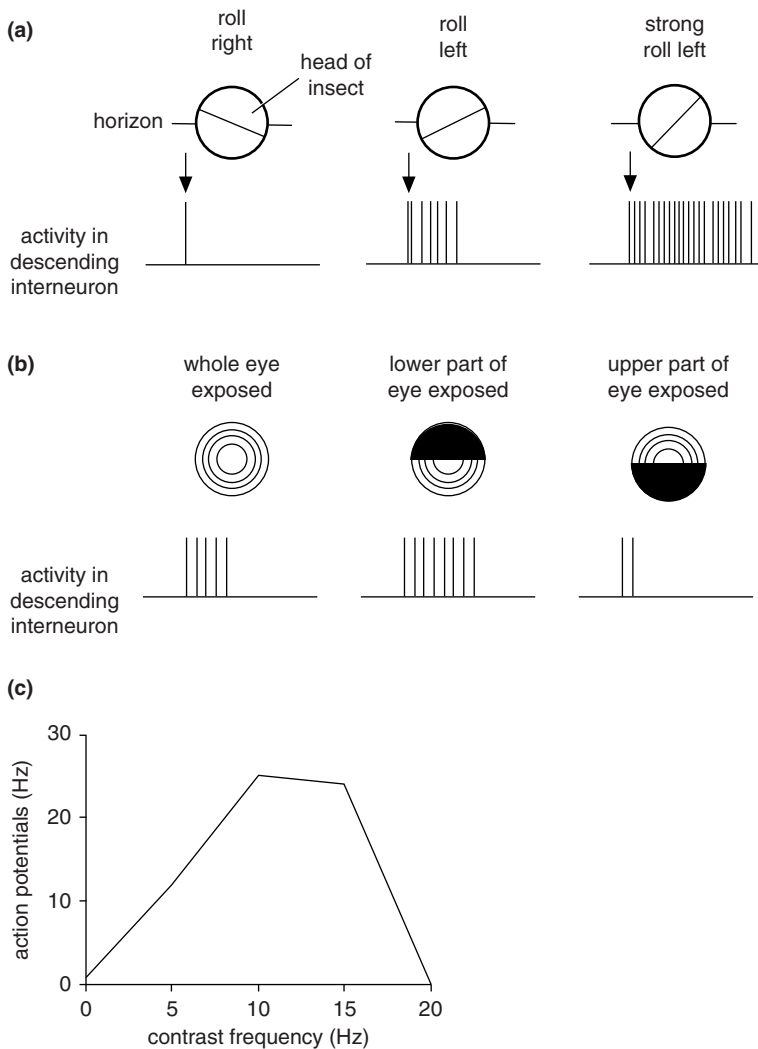 (a)
roll
right
roll
left
strong
roll left
head of
insect
horizon
activity in
descending
interneuron
(b)
whole eye
exposed
lower part of
eye exposed
upper part of
eye exposed
activity in
descending
interneuron
(c)
action potentials (Hz)
30
20
10
0
0 5 10 15 20
contrast frequency (Hz)